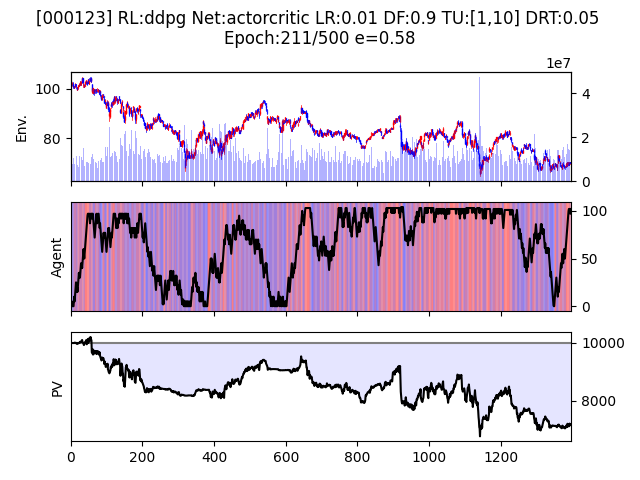 [000123] RL:ddpg Net:actorcritic LR:0.01 DF:0.9 TU:[1,10] DRT:0.05
Epoch:211/500 e=0.58
1e7
100
80
Env.
4
2
0
Agent
100
50
0
PV
10000
8000
0 200 400 600 800 1000 1200